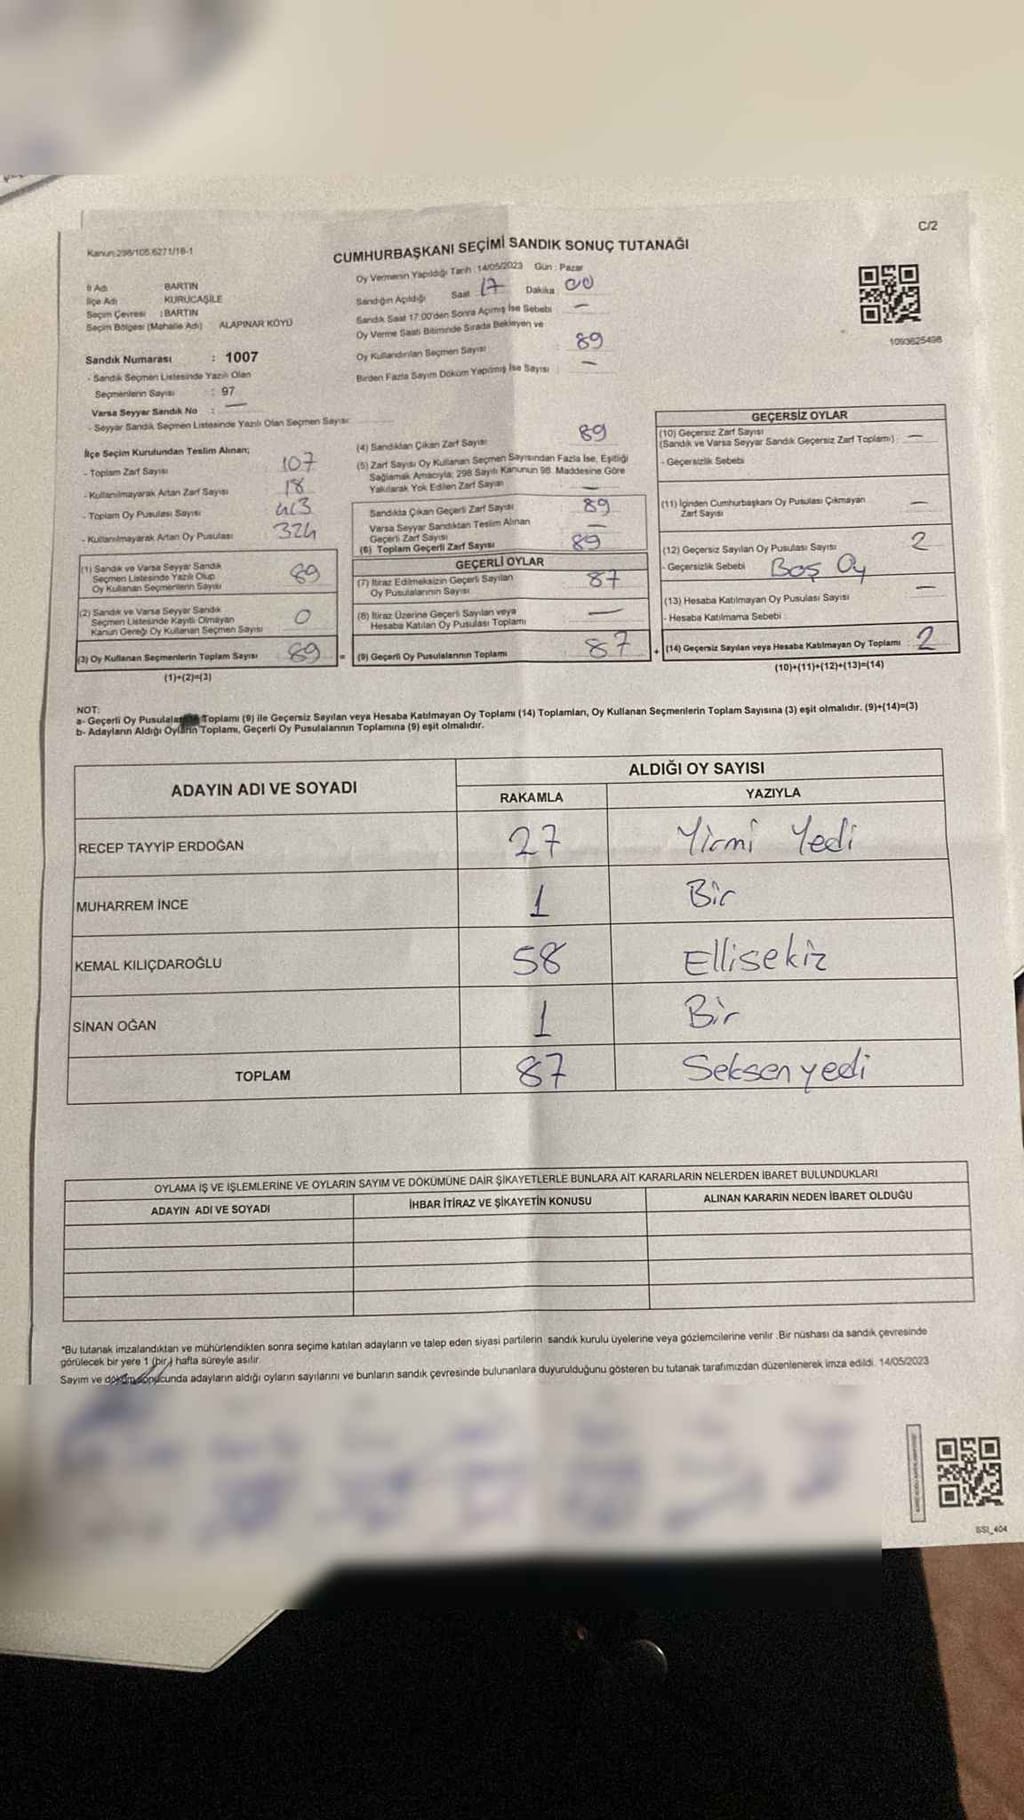 C/2
Kanun:298/105,6271/18-1
CUMHURBAŞKANI SEÇİMİ SANDIK SONUÇ TUTANAĞI
Oy Vermenin Yapıldığı Tarih : 14/05/2023 Gün : Pazar
İl Adı BARTIN
İlçe Adı KURUCAŞİLE
Seçim Çevresi : BARTIN
Seçim Bölgesi (Mahalle Adı) ALAPINAR KÖYÜ
Sandığın Açıldığı Saat 17 Dakika 00
Sandık Saat 17:00'den Sonra Açılmış İse Sebebi —
Oy Verme Saati Bitiminde Sırada Bekleyen ve
Oy Kullandırılan Seçmen Sayısı 89
Birden Fazla Sayım Döküm Yapılmış İse Sayısı —
1093625498
Sandık Numarası : 1007
- Sandık Seçmen Listesinde Yazılı Olan
Seçmenlerin Sayısı : 97
Varsa Seyyar Sandık No : —
- Seyyar Sandık Seçmen Listesinde Yazılı Olan Seçmen Sayısı:
İlçe Seçim Kurulundan Teslim Alınan;
- Toplam Zarf Sayısı 107
- Kullanılmayarak Artan Zarf Sayısı 18
- Toplam Oy Pusulası Sayısı 413
- Kullanılmayarak Artan Oy Pusulası 324
(1) Sandık ve Varsa Seyyar Sandık
Seçmen Listesinde Yazılı Olup
Oy Kullanan Seçmenlerin Sayısı 89
(2) Sandık ve Varsa Seyyar Sandık
Seçmen Listesinde Kayıtlı Olmayan
Kanun Gereği Oy Kullanan Seçmen Sayısı 0
(3) Oy Kullanan Seçmenlerin Toplam Sayısı 89 =
(1)+(2)=(3)
(4) Sandıktan Çıkan Zarf Sayısı 89
(5) Zarf Sayısı Oy Kullanan Seçmen Sayısından Fazla İse, Eşitliği
Sağlamak Amacıyla; 298 Sayılı Kanunun 98. Maddesine Göre
Yakılarak Yok Edilen Zarf Sayısı —
Sandıkta Çıkan Geçerli Zarf Sayısı 89
Varsa Seyyar Sandıktan Teslim Alınan
Geçerli Zarf Sayısı —
(6) Toplam Geçerli Zarf Sayısı 89
GEÇERLİ OYLAR
(7) İtiraz Edilmeksizin Geçerli Sayılan
Oy Pusulalarının Sayısı 87
(8) İtiraz Üzerine Geçerli Sayılan veya
Hesaba Katılan Oy Pusulası Toplamı —
(9) Geçerli Oy Pusulalarının Toplamı 87 +
GEÇERSİZ OYLAR
(10) Geçersiz Zarf Sayısı
(Sandık ve Varsa Seyyar Sandık Geçersiz Zarf Toplamı) —
- Geçersizlik Sebebi
(11) İçinden Cumhurbaşkanı Oy Pusulası Çıkmayan
Zarf Sayısı —
(12) Geçersiz Sayılan Oy Pusulası Sayısı 2
- Geçersizlik Sebebi Boş Oy
(13) Hesaba Katılmayan Oy Pusulası Sayısı —
- Hesaba Katılmama Sebebi
(14) Geçersiz Sayılan veya Hesaba Katılmayan Oy Toplamı : 2
(10)+(11)+(12)+(13)=(14)
NOT:
a- Geçerli Oy Toplamı (9) ile Geçersiz Sayılan veya Hesaba Katılmayan Oy Toplamı (14) Toplamları, Oy Kullanan Seçmenlerin Toplam Sayısına (3) eşit olmalıdır. (9)+(14)=(3)
b- Adayların Aldığı Oyların Toplamı, Geçerli Oy Pusulalarının Toplamına (9) eşit olmalıdır.
ADAYIN ADI VE SOYADI
ALDIĞI OY SAYISI
RAKAMLA YAZIYLA
RECEP TAYYİP ERDOĞAN 27 Yirmi Yedi
MUHARREM İNCE 1 Bir
KEMAL KILIÇDAROĞLU 58 Ellisekiz
SİNAN OĞAN 1 Bir
TOPLAM 87 Seksen yedi
OYLAMA İŞ VE İŞLEMLERİNE VE OYLARIN SAYIM VE DÖKÜMÜNE DAİR ŞİKAYETLERLE BUNLARA AİT KARARLARIN NELERDEN İBARET BULUNDUKLARI
ADAYIN ADI VE SOYADI İHBAR İTİRAZ VE ŞİKAYETİN KONUSU ALINAN KARARIN NEDEN İBARET OLDUĞU
*Bu tutanak imzalandıktan ve mühürlendikten sonra seçime katılan adayların ve talep eden siyasi partilerin sandık kurulu üyelerine veya gözlemcilerine verilir .Bir nüshası da sandık çevresinde
görülecek bir yere 1 (bir) hafta süreyle asılır.
Sayım ve döküm sonucunda adayların aldığı oyların sayılarını ve bunların sandık çevresinde bulunanlara duyurulduğunu gösteren bu tutanak tarafımızdan düzenlenerek imza edildi. 14/05/2023
SSI_404